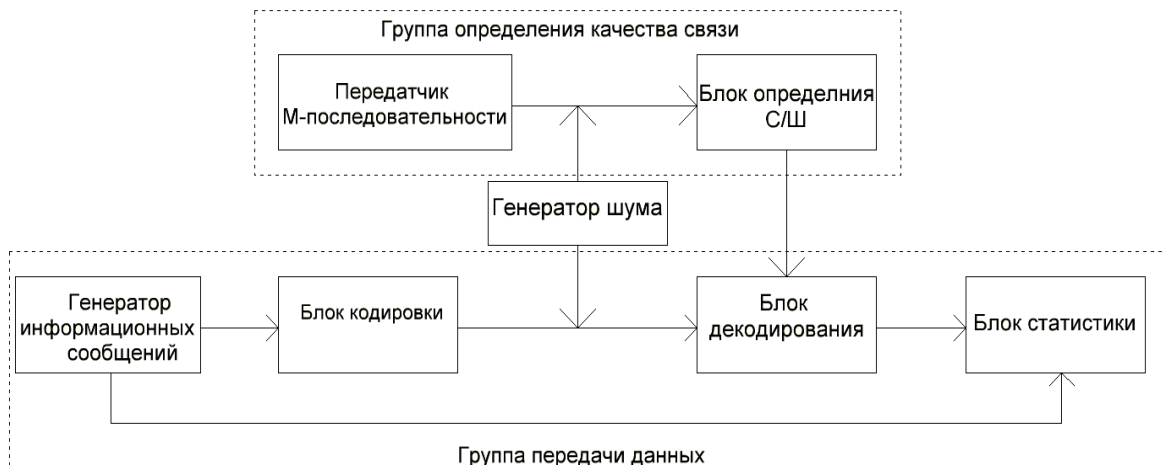 Группа определения качества связи
Передатчик
М-последовательности
Блок определния
С/Ш
Генератор шума
Генератор
информационных
сообщений
Блок кодировки
Блок
декодирования
Блок статистики
Группа передачи данных